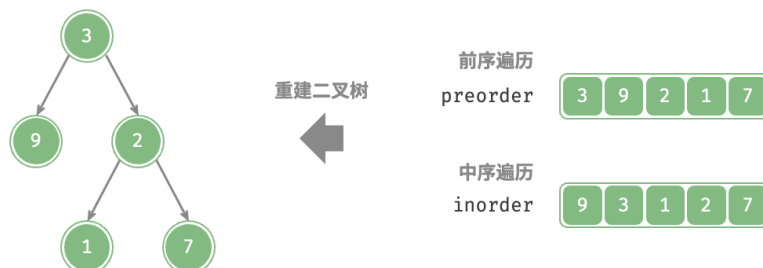 3
9
2
1
7
重建二叉树
前序遍历
preorder 3 9 2 1 7
中序遍历
inorder 9 3 1 2 7